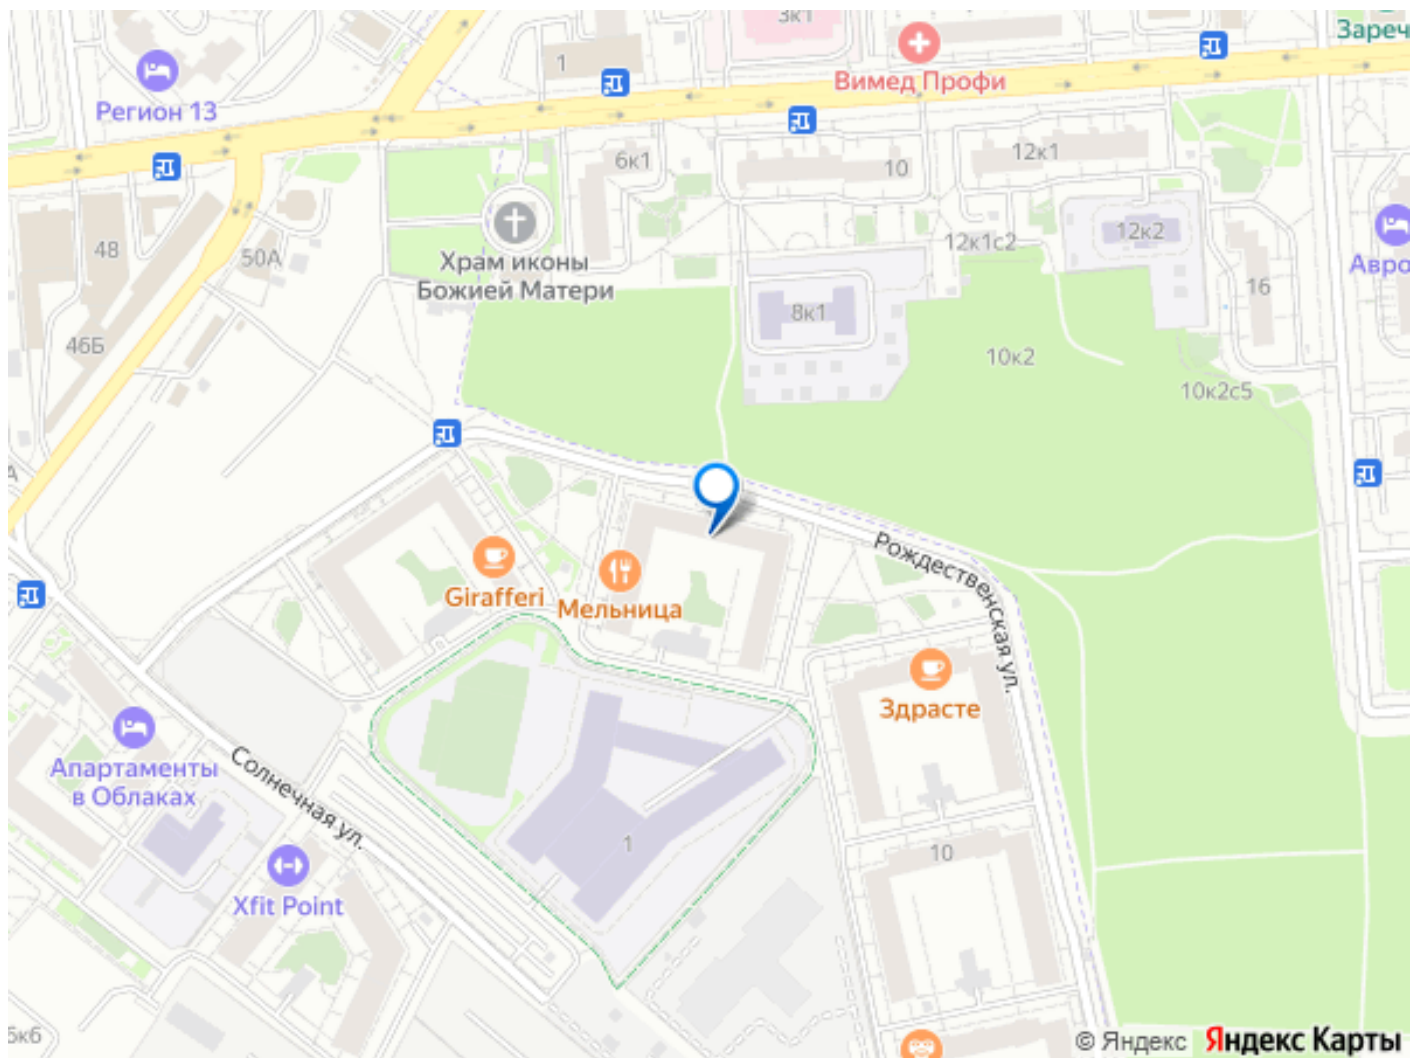 3к1
Зареч
1
Вимед Профи
Регион 13
6к1
10
12к1
48
50А
Храм иконы
Божией Матери
12к1с2
12к2
Авро
16
46Б
8к1
10к2
10к2с5
Рождественская ул.
Girafferi
Мельница
Здрасте
Апартаменты
в Облаках
Солнечная ул.
1
10
Xfit Point
© Яндекс Яндекс Карты